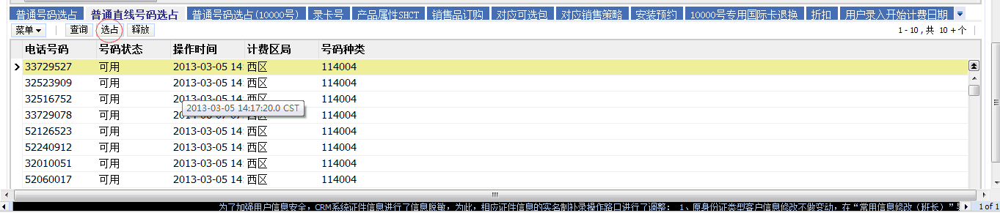 普通号码选占 普通直线号码选占 普通号码选占(10000号) 录卡号 产品属性SHCT 销售品订购 对应可选包 对应销售策略 安装预约 10000号专用国际卡退换 折扣 用户录入开始计费日期
菜单 查询 选占 释放 1 - 10 , 共 10 + 个
电话号码 号码状态 操作时间 计费区局 号码种类
33729527 可用 2013-03-05 14: 西区 114004
32523909 可用 2013-03-05 14: 西区 114004
32516752 可用 2013-03-05 14: 西区 114004
2013-03-05 14:17:20.0 CST
33729078 可用 西区 114004
52126523 可用 2013-03-05 14: 西区 114004
52240912 可用 2013-03-05 14: 西区 114004
32010051 可用 2013-03-05 14: 西区 114004
52060017 可用 2013-03-05 14: 西区 114004
为了加强用户信息安全，CRM系统证件信息进行了信息脱敏，为此，相应证件信息的实名制补录操作路口进行了调整： 1、原身份证类型客户信息修改不做变动，在“常用信息修改（班长）” 1 of 1